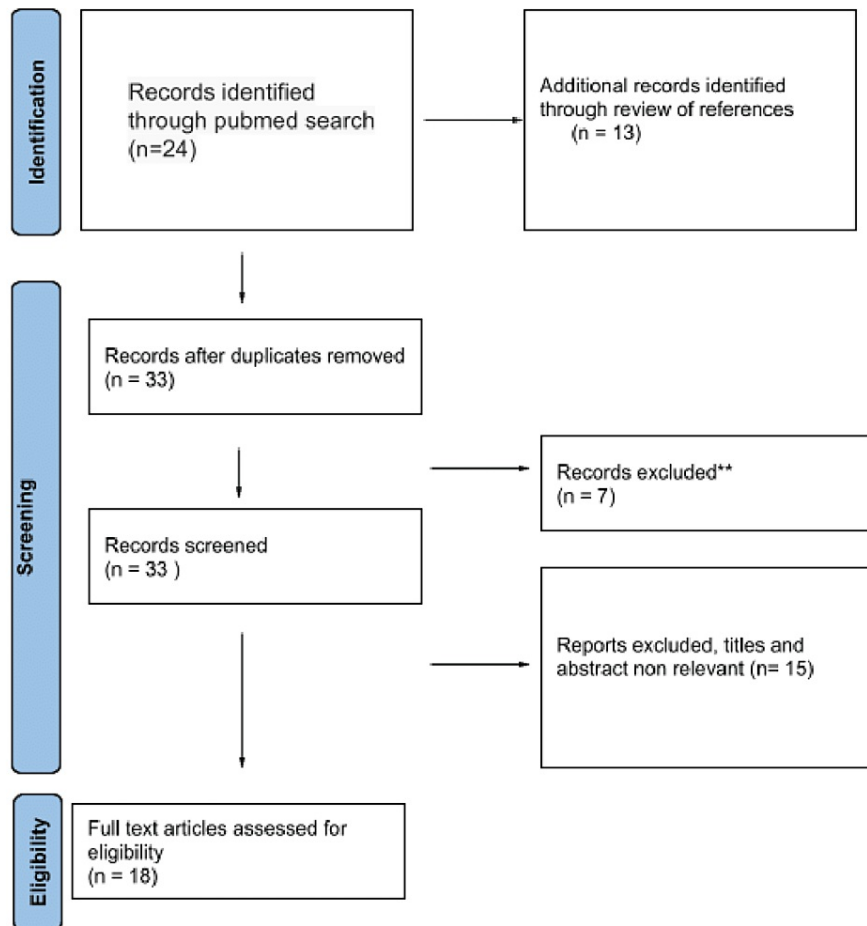 Identification
Records identified
through pubmed search
(n=24)
Additional records identified
through review of references
(n = 13)
Screening
Records after duplicates removed
(n = 33)
Records excluded**
(n = 7)
Records screened
(n = 33 )
Reports excluded, titles and
abstract non relevant (n= 15)
Eligibility
Full text articles assessed for
eligibility
(n = 18)